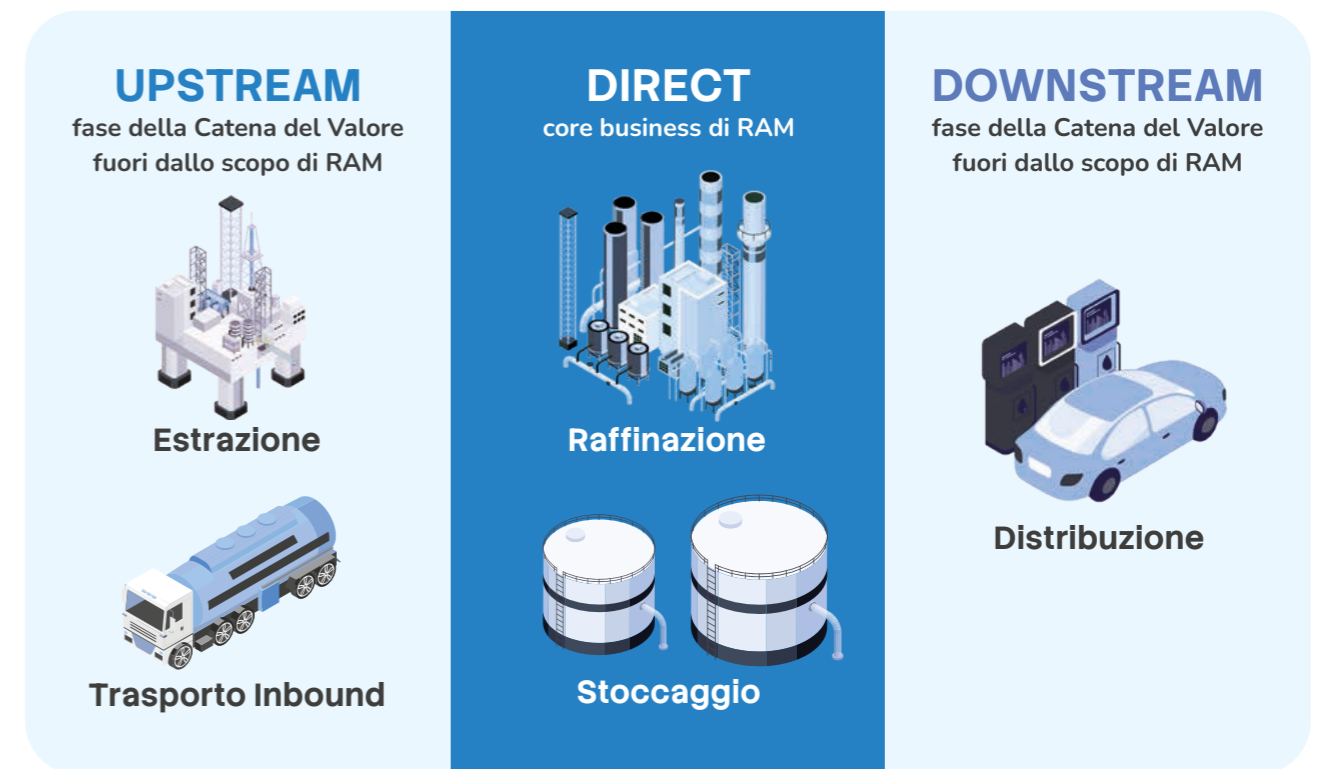 UPSTREAM
fase della Catena del Valore
fuori dallo scopo di RAM
Estrazione
Trasporto Inbound
DIRECT
core business di RAM
Raffinazione
Stoccaggio
DOWNSTREAM
fase della Catena del Valore
fuori dallo scopo di RAM
Distribuzione